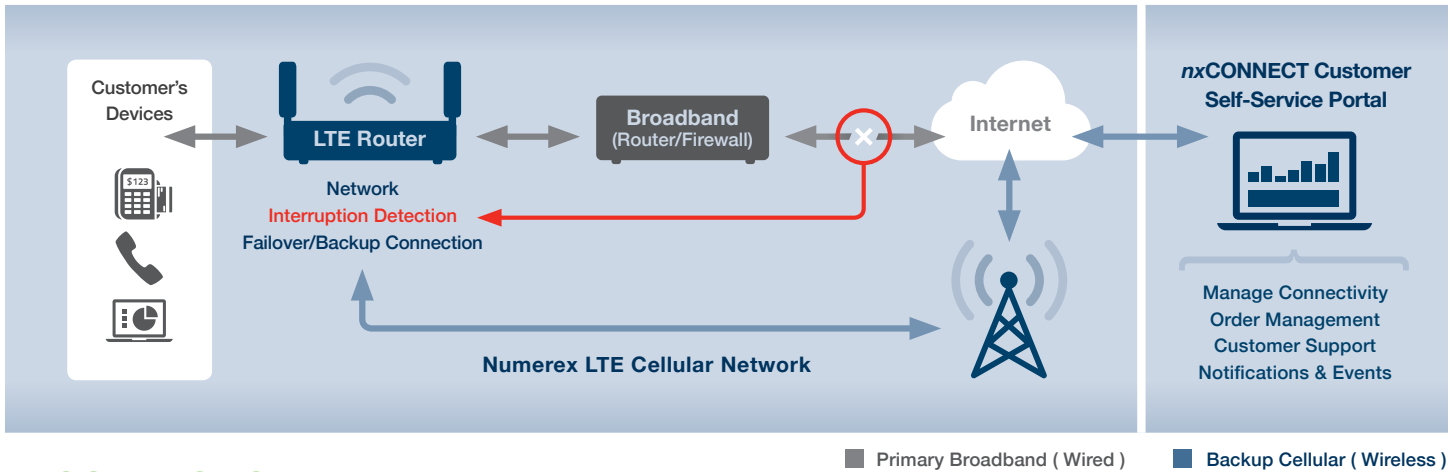 Customer's
Devices
$123
LTE Router
Network
Interruption Detection
Failover/Backup Connection
Broadband
(Router/Firewall)
Internet
Numerex LTE Cellular Network
nxCONNECT Customer
Self-Service Portal
Manage Connectivity
Order Management
Customer Support
Notifications & Events
Primary Broadband ( Wired )
Backup Cellular ( Wireless )